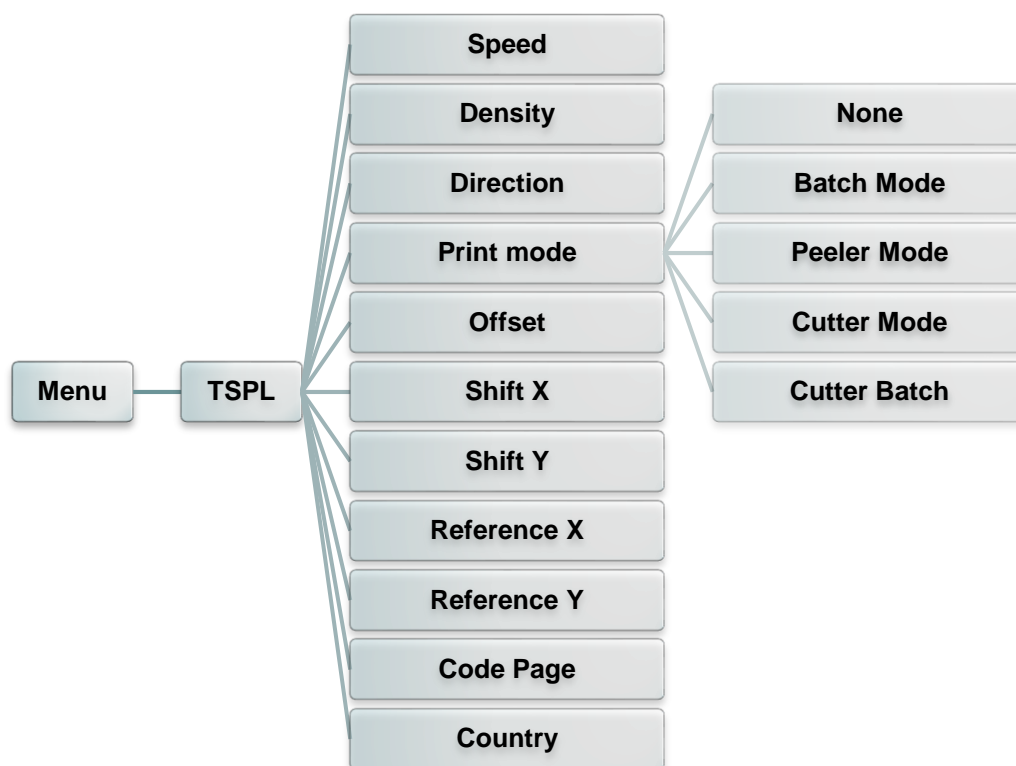 Menu
TSPL
Speed
Density
Direction
Print mode
None
Batch Mode
Peeler Mode
Cutter Mode
Cutter Batch
Offset
Shift X
Shift Y
Reference X
Reference Y
Code Page
Country